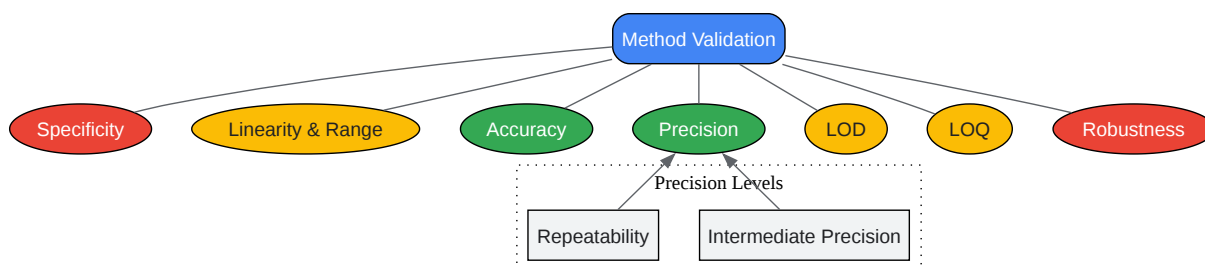 Method Validation
Specificity
Linearity & Range
Accuracy
Precision
LOD
LOQ
Robustness
Precision Levels
Repeatability
Intermediate Precision